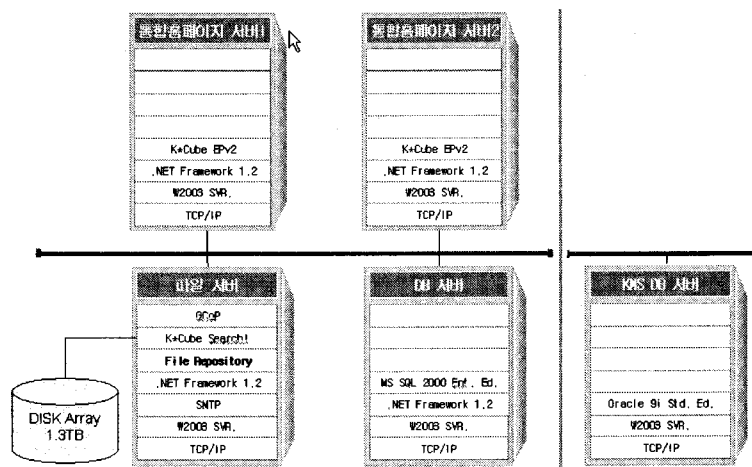 통합홈페이지 서버1
K*Cube EPv2
.NET Framework 1.2
W2003 SVR.
TCP/IP
통합홈페이지 서버2
K*Cube EPv2
.NET Framework 1.2
W2003 SVR.
TCP/IP
파일 서버
K*Cube Search!
File Repository
.NET Framework 1.2
SNTP
W2003 SVR.
TCP/IP
DISK Array
1.3TB
DB 서버
MS SQL 2000 Ent. Ed.
.NET Framework 1.2
W2003 SVR.
TCP/IP
KMS DB 서버
Oracle 9i Std. Ed.
W2003 SVR.
TCP/IP